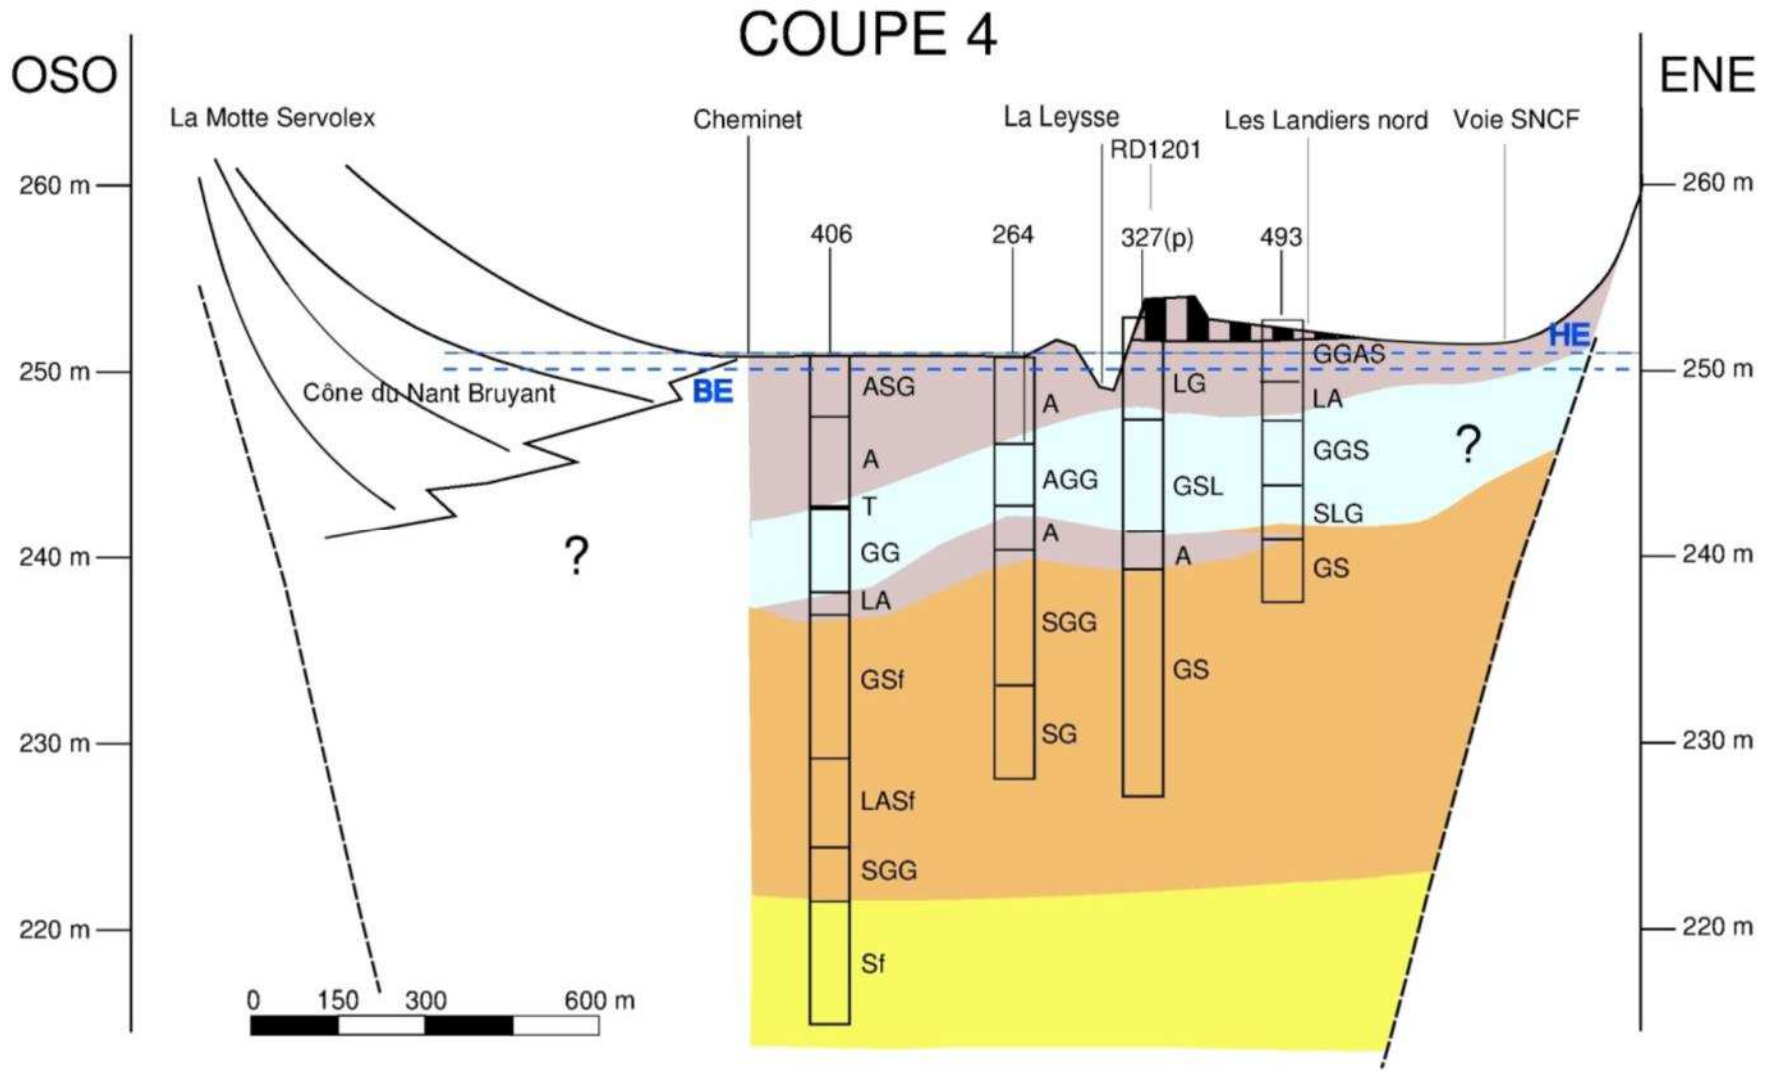 COUPE 4
OSO
ENE
La Motte Servolex
Cheminet
La Leysse
Les Landiers nord
Voie SNCF
RD1201
260 m
260 m
406
264
327(p)
493
HE
GGAS
250 m
250 m
Cône du Nant Bruyant
BE
ASG
A
LG
LA
?
GGS
A
AGG
GSL
T
SLG
A
?
240 m
240 m
GG
A
GS
LA
SGG
GSf
GS
230 m
230 m
SG
LASf
SGG
220 m
220 m
Sf
0 150 300 600 m